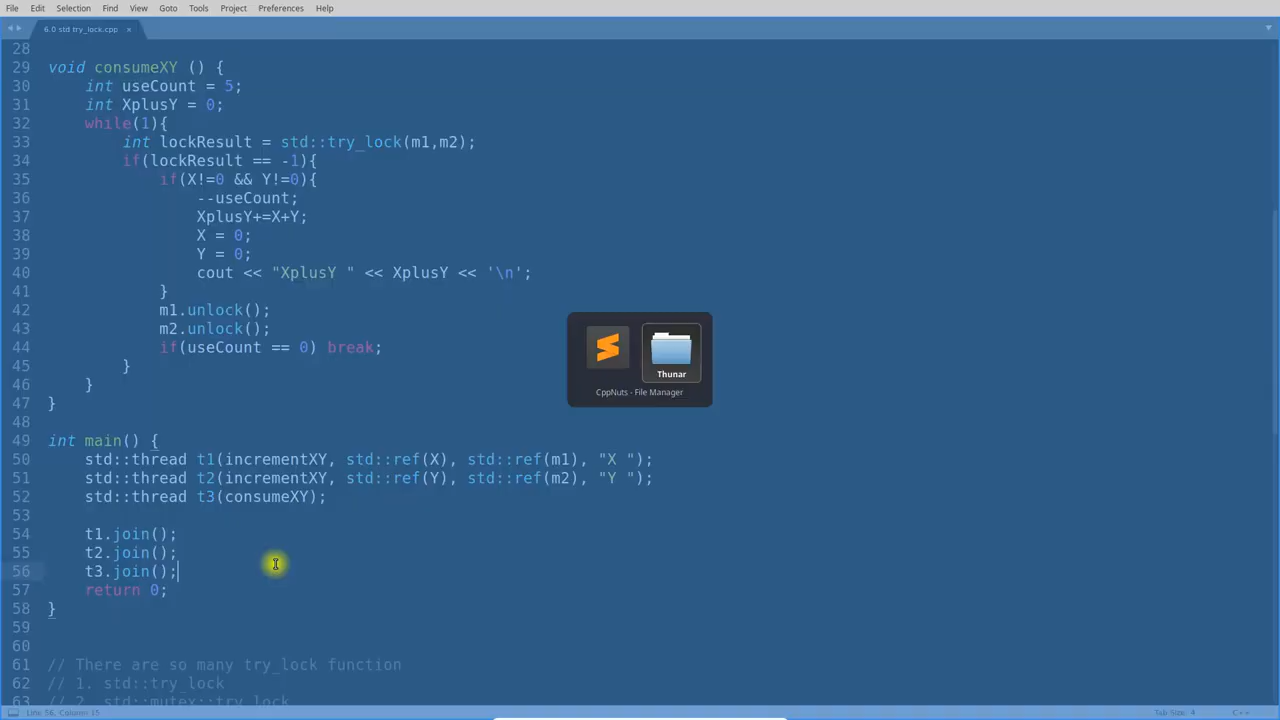 File Edit Selection Find View Goto Tools Project Preferences Help
6.0 std try_lock.cpp ×
28
29 void consumeXY () {
30 int useCount = 5;
31 int XplusY = 0;
32 while(1){
33 int lockResult = std::try_lock(m1,m2);
34 if(lockResult == -1){
35 if(X!=0 && Y!=0){
36 --useCount;
37 XplusY+=X+Y;
38 X = 0;
39 Y = 0;
40 cout << "XplusY " << XplusY << '\n';
41 }
42 m1.unlock();
43 m2.unlock();
44 if(useCount == 0) break;
45 }
46 }
47 }
48
49 int main() {
50 std::thread t1(incrementXY, std::ref(X), std::ref(m1), "X ");
51 std::thread t2(incrementXY, std::ref(Y), std::ref(m2), "Y ");
52 std::thread t3(consumeXY);
53
54 t1.join();
55 t2.join();
56 t3.join();
57 return 0;
58 }
59
60
61 // There are so many try_lock function
62 // 1. std::try_lock
63 // 2. std::mutex::try_lock
Thunar
CppNuts - File Manager
Line 56, Column 15 Tab Size: 4 C++